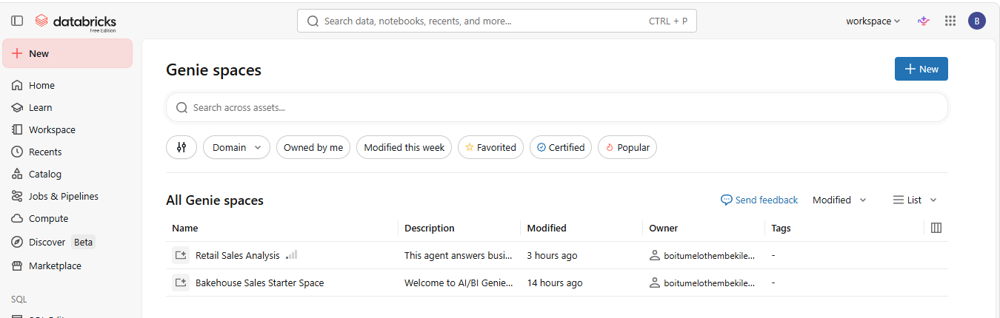 databricks
Free Edition
Search data, notebooks, recents, and more... CTRL + P
workspace
B
New
Home
Learn
Workspace
Recents
Catalog
Jobs & Pipelines
Compute
Discover Beta
Marketplace
SQL
Genie spaces
New
Search across assets...
Domain Owned by me Modified this week Favorited Certified Popular
All Genie spaces Send feedback Modified List
Name Description Modified Owner Tags
Retail Sales Analysis This agent answers busi... 3 hours ago boitumelothembekile... -
Bakehouse Sales Starter Space Welcome to AI/BI Genie... 14 hours ago boitumelothembekile... -